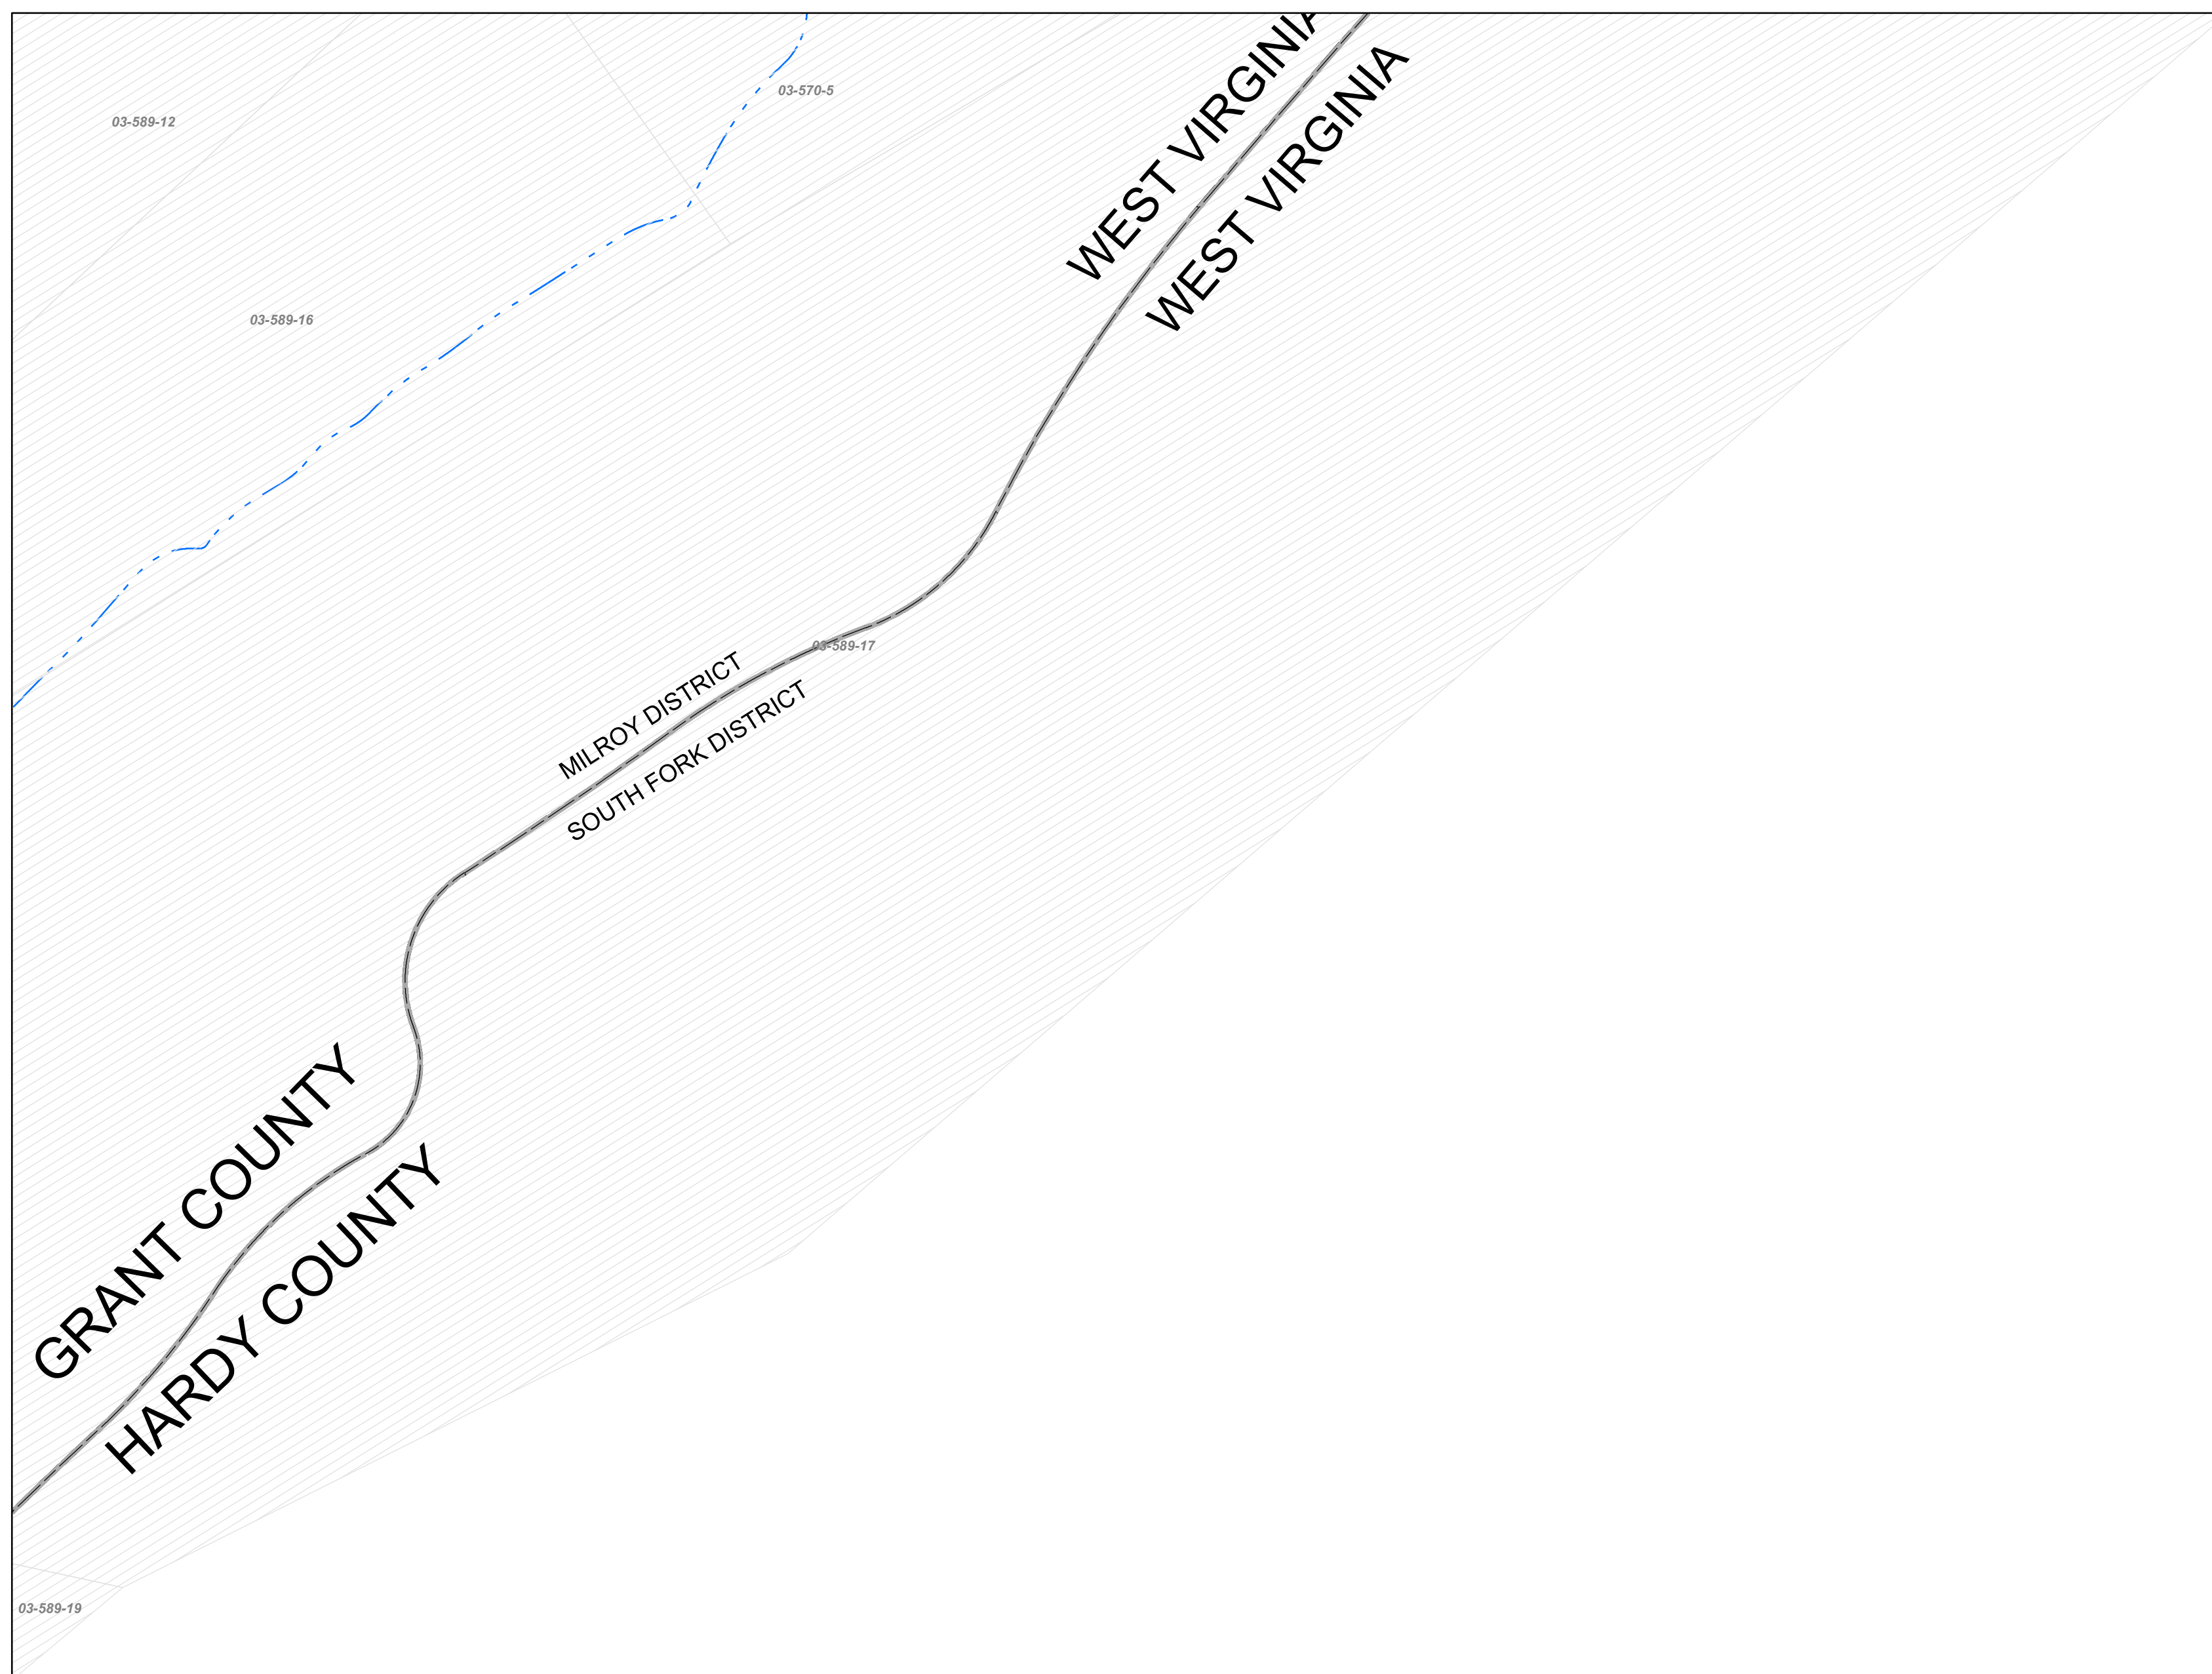 WEST VIRGINIA
WEST VIRGINIA
03-570-5
03-589-12
03-589-16
03-589-17
MILROY DISTRICT
SOUTH FORK DISTRICT
GRANT COUNTY
HARDY COUNTY
03-589-19